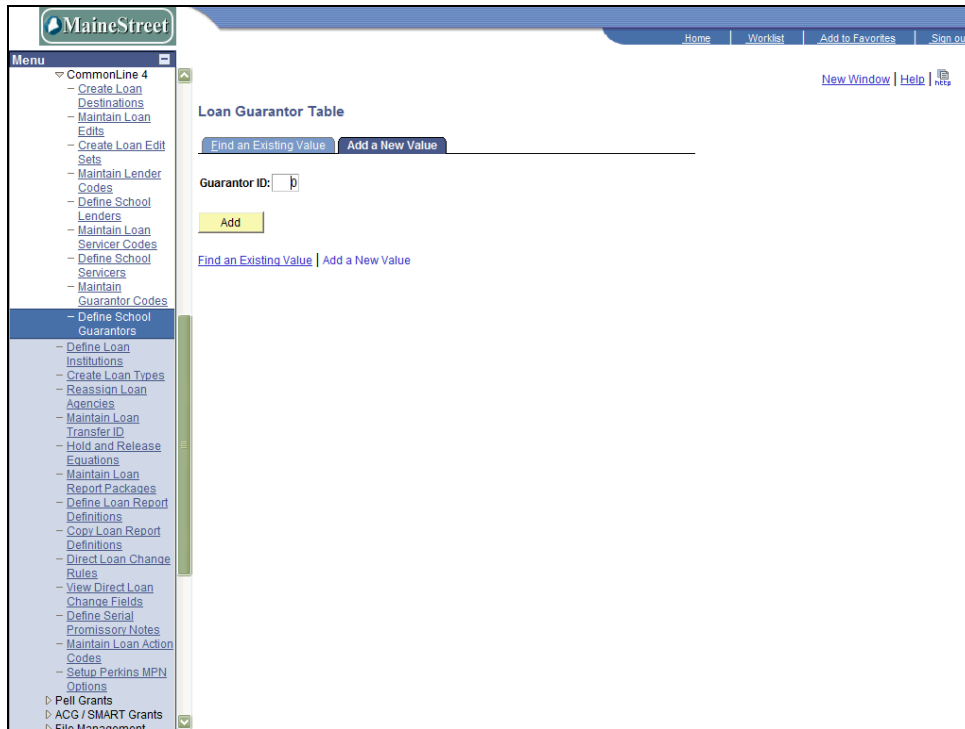 MaineStreet
Home Worklist Add to Favorites Sign ou
Menu
New Window | Help | http
CommonLine 4
Create Loan
Destinations
Maintain Loan
Edits
Create Loan Edit
Sets
Maintain Lender
Codes
Define School
Lenders
Maintain Loan
Servicer Codes
Define School
Servicers
Maintain
Guarantor Codes
Define School
Guarantors
Define Loan
Institutions
Create Loan Types
Reassign Loan
Agencies
Maintain Loan
Transfer ID
Hold and Release
Equations
Maintain Loan
Report Packages
Define Loan Report
Definitions
Copy Loan Report
Definitions
Direct Loan Change
Rules
View Direct Loan
Change Fields
Define Serial
Promissory Notes
Maintain Loan Action
Codes
Setup Perkins MPN
Options
Pell Grants
ACG / SMART Grants
File Management
Loan Guarantor Table
Find an Existing Value Add a New Value
Guarantor ID: 0
Add
Find an Existing Value | Add a New Value